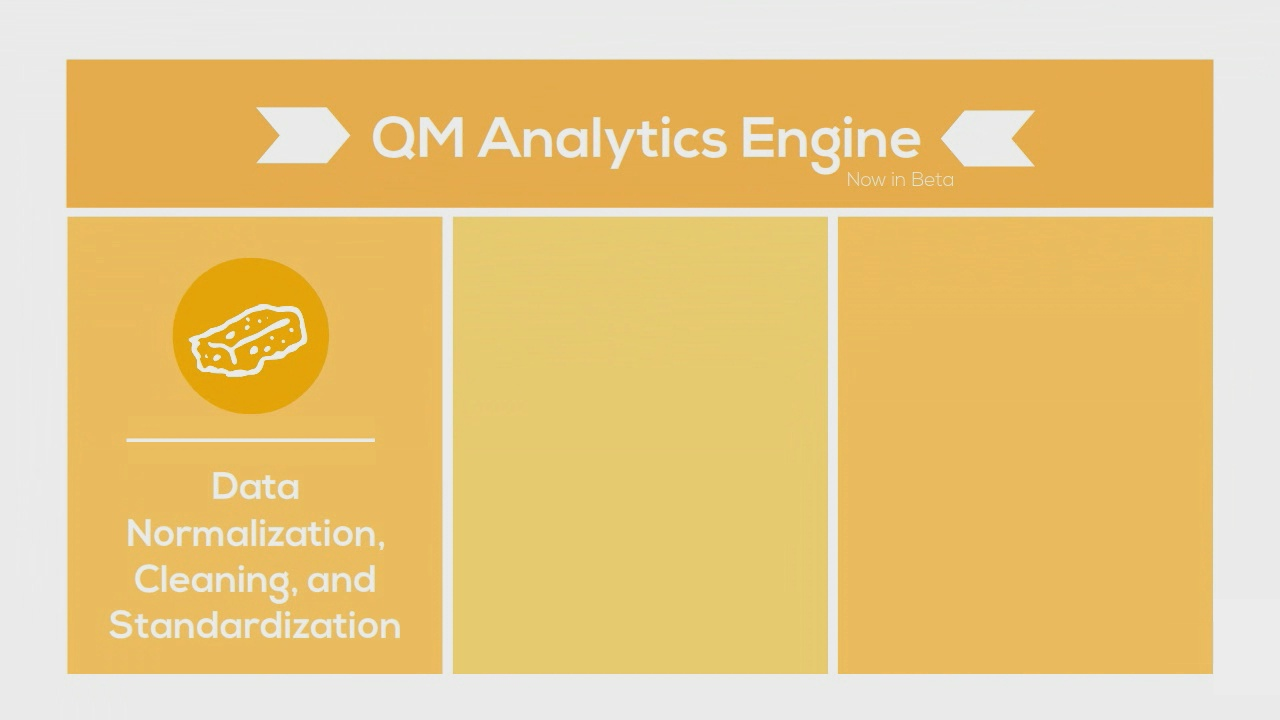 QM Analytics Engine
Now in Beta
Data
Normalization,
Cleaning, and
Standardization